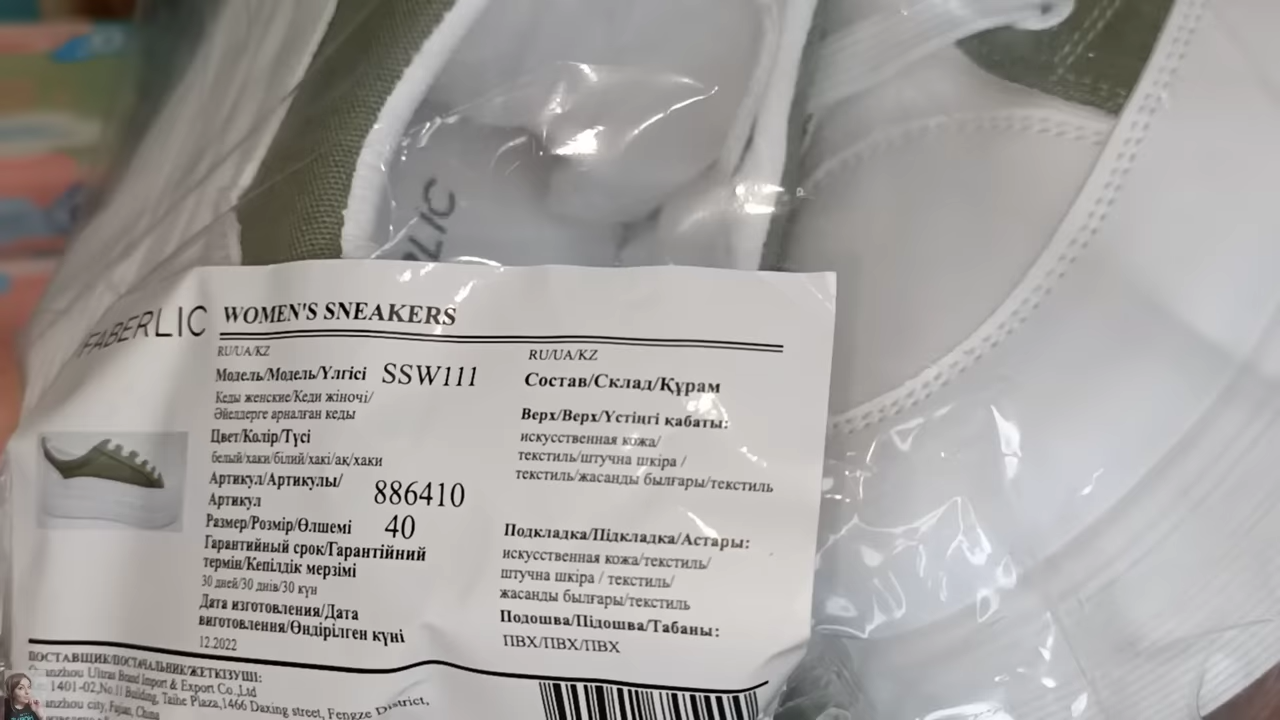 FABERLIC
WOMEN'S SNEAKERS
RU/UA/KZ
Модель/Модель/Үлгісі SSW111
Кеды женские/Кеди жіночі/
Әйелдерге арналған кеды
Цвет/Колір/Түсі
белый/хаки/білий/хакі/ақ/хаки
Артикул/Артикулы/
Артикул 886410
Размер/Розмір/Өлшемі 40
Гарантийный срок/Гарантійний
термін/Кепілдік мерзімі
30 дней/30 днів/30 күн
Дата изготовления/Дата
виготовлення/Өндірілген күні
12.2022
RU/UA/KZ
Состав/Склад/Құрам
Верх/Верх/Үстіңгі қабаты:
искусственная кожа/
текстиль/штучна шкіра /
текстиль/жасанды былғары/текстиль
Подкладка/Підкладка/Астары:
искусственная кожа/текстиль/
штучна шкіра / текстиль/
жасанды былғары/текстиль
Подошва/Підошва/Табаны:
ПВХ/ПВХ/ПВХ
ПОСТАВЩИК/ПОСТАЧАЛЬНИК/ЖЕТКІЗУШІ:
Quanzhou Ultras Brand Import & Export Co.,Ltd
1401-02,No.11 Building, Taihe Plaza,1466 Daxing street, Fengze District,
Quanzhou city, Fujian, China